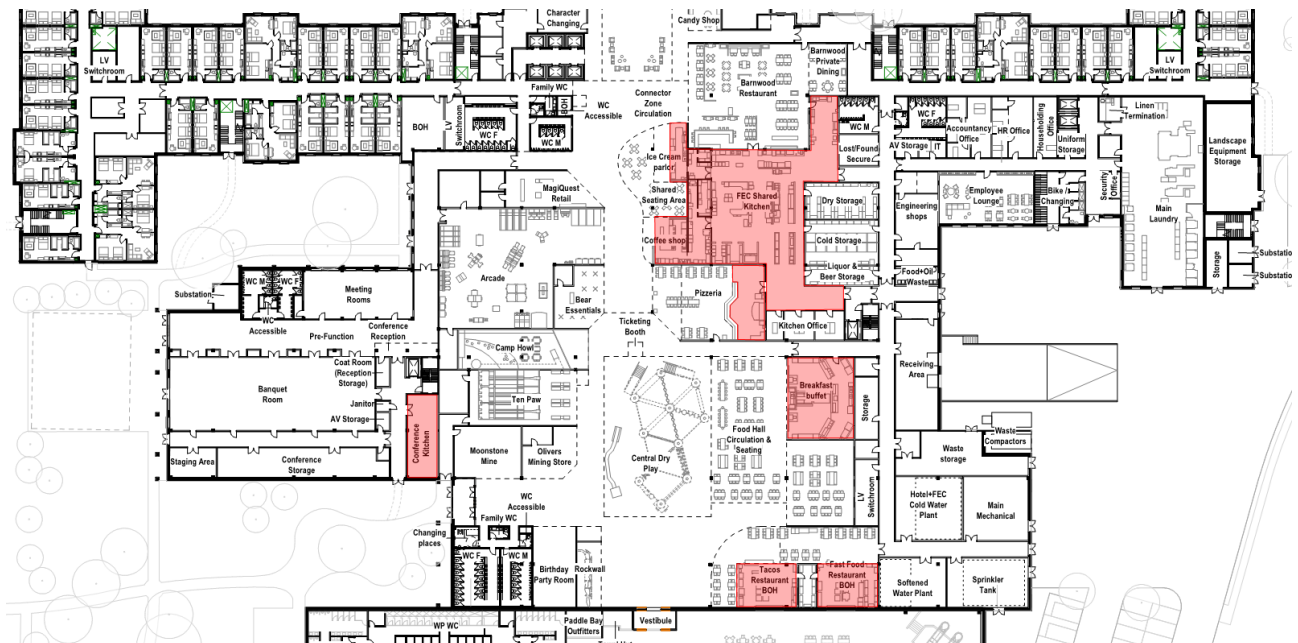 Character
Changing
Candy Shop
LV
Switchroom
Family WC
BOH
WC
Accessible
Connector
Zone
Circulation
Barnwood
Restaurant
Barnwood
Private
Dining
LV
Switchroom
BOH
LV
Switchroom
WC F
WC M
WC M
Lost/Found
Secure
WC F
AV Storage
IT
Accountancy
Office
HR Office
Householding
Office
Uniform
Storage
Linen
Termination
Landscape
Equipment
Storage
Ice Cream
parlor
Shared
Seating Area
Coffee shop
FEC Shared
Kitchen
MagiQuest
Retail
Dry Storage
Cold Storage
Liquor &
Beer Storage
Engineering
shops
Employee
Lounge
Bike /
Changing
Security
Office
Main
Laundry
Storage
Substation
Substation
Food+Oil
Waste
Arcade
Bear
Essentials
Pizzeria
Kitchen Office
WC M
WC F
Substation
Meeting
Rooms
WC
Accessible
Pre-Function
Conference
Reception
Ticketing
Booth
Camp Howl
Coat Room
(Reception
Storage)
Banquet
Room
Janitor
AV Storage
Conference
Kitchen
Ten Paw
Receiving
Area
Breakfast
buffet
Storage
Food Hall
Circulation &
Seating
Central Dry
Play
Moonstone
Mine
Olivers
Mining Store
Staging Area
Conference
Storage
LV
Switchroom
Waste
Compactors
Waste
storage
Hotel+FEC
Cold Water
Plant
Main
Mechanical
WC
Accessible
Family WC
Changing
places
WC F
WC M
Birthday
Party Room
Rockwall
Tacos
Restaurant
BOH
Fast Food
Restaurant
BOH
Softened
Water Plant
Sprinkler
Tank
WP WC
Paddle Bay
Outfitters
Vestibule